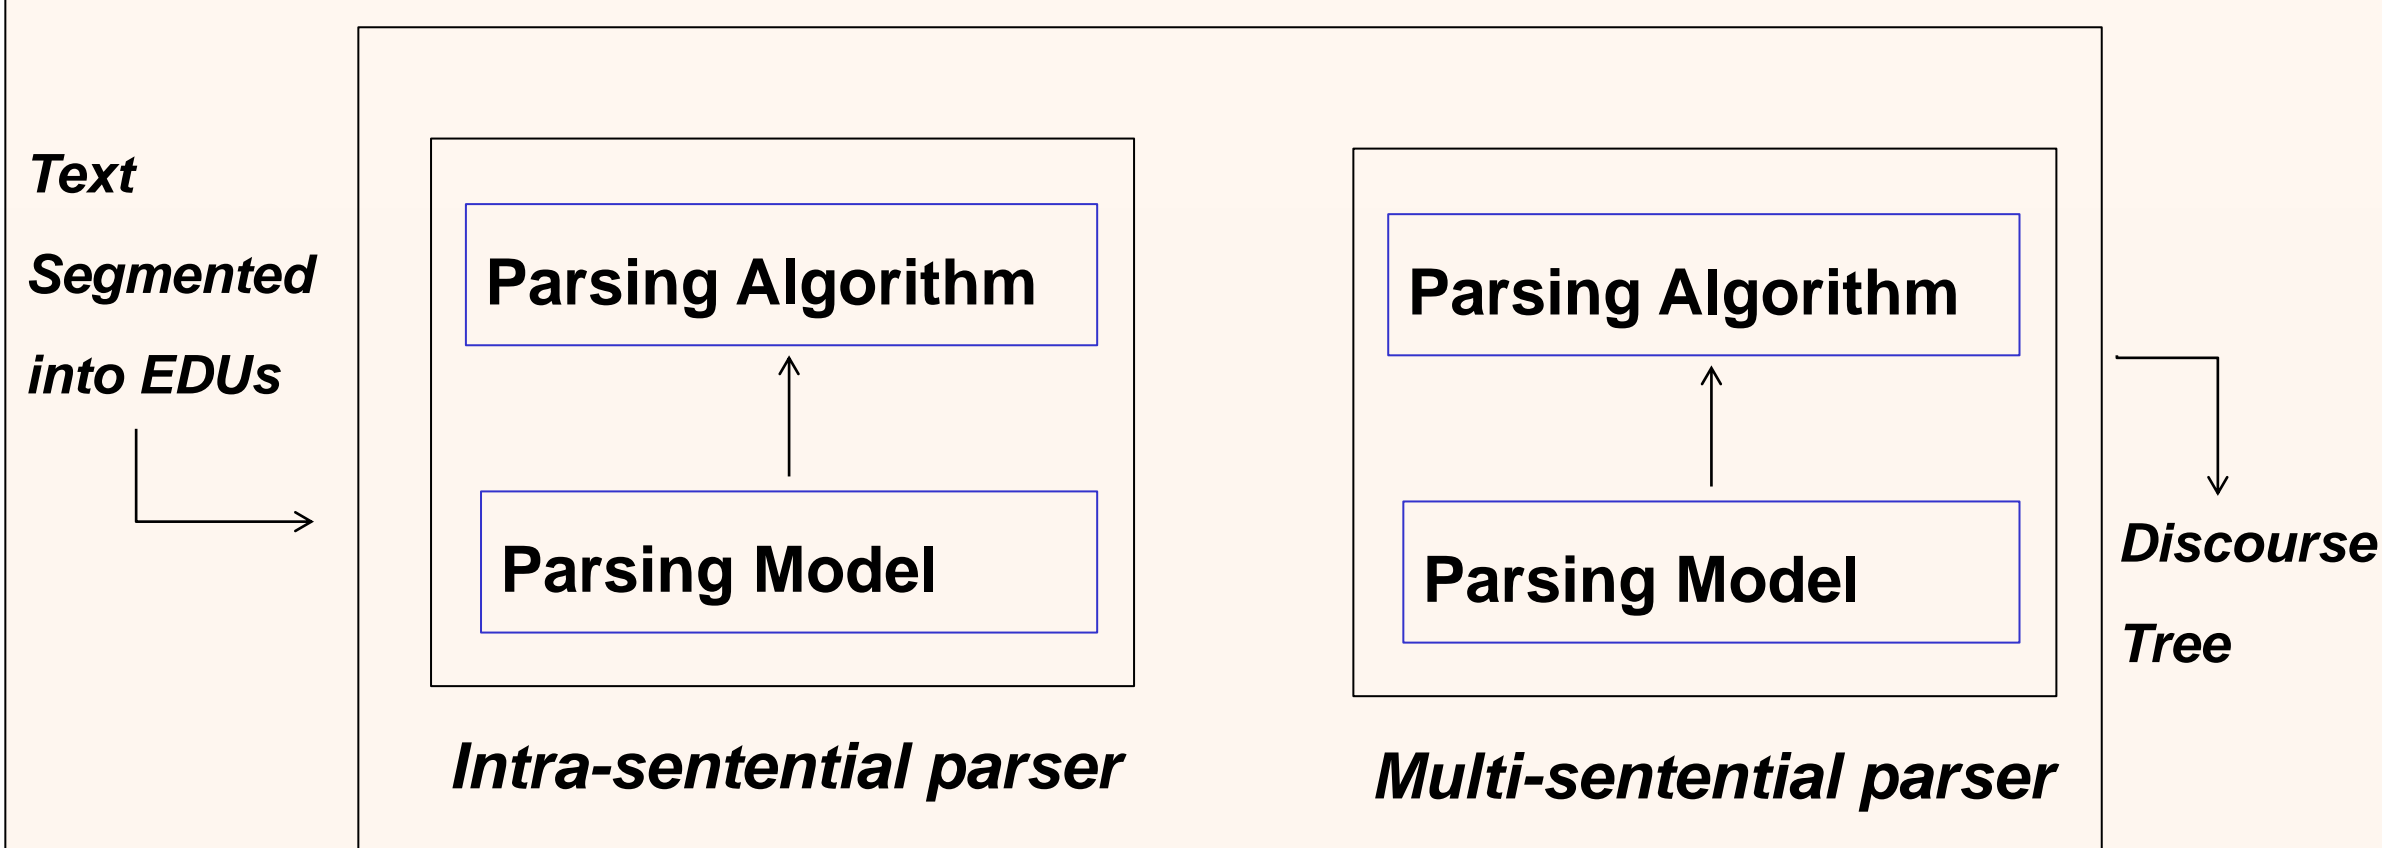 Text
Segmented
into EDUs
Parsing Algorithm
Parsing Model
Intra-sentential parser
Parsing Algorithm
Parsing Model
Multi-sentential parser
Discourse
Tree